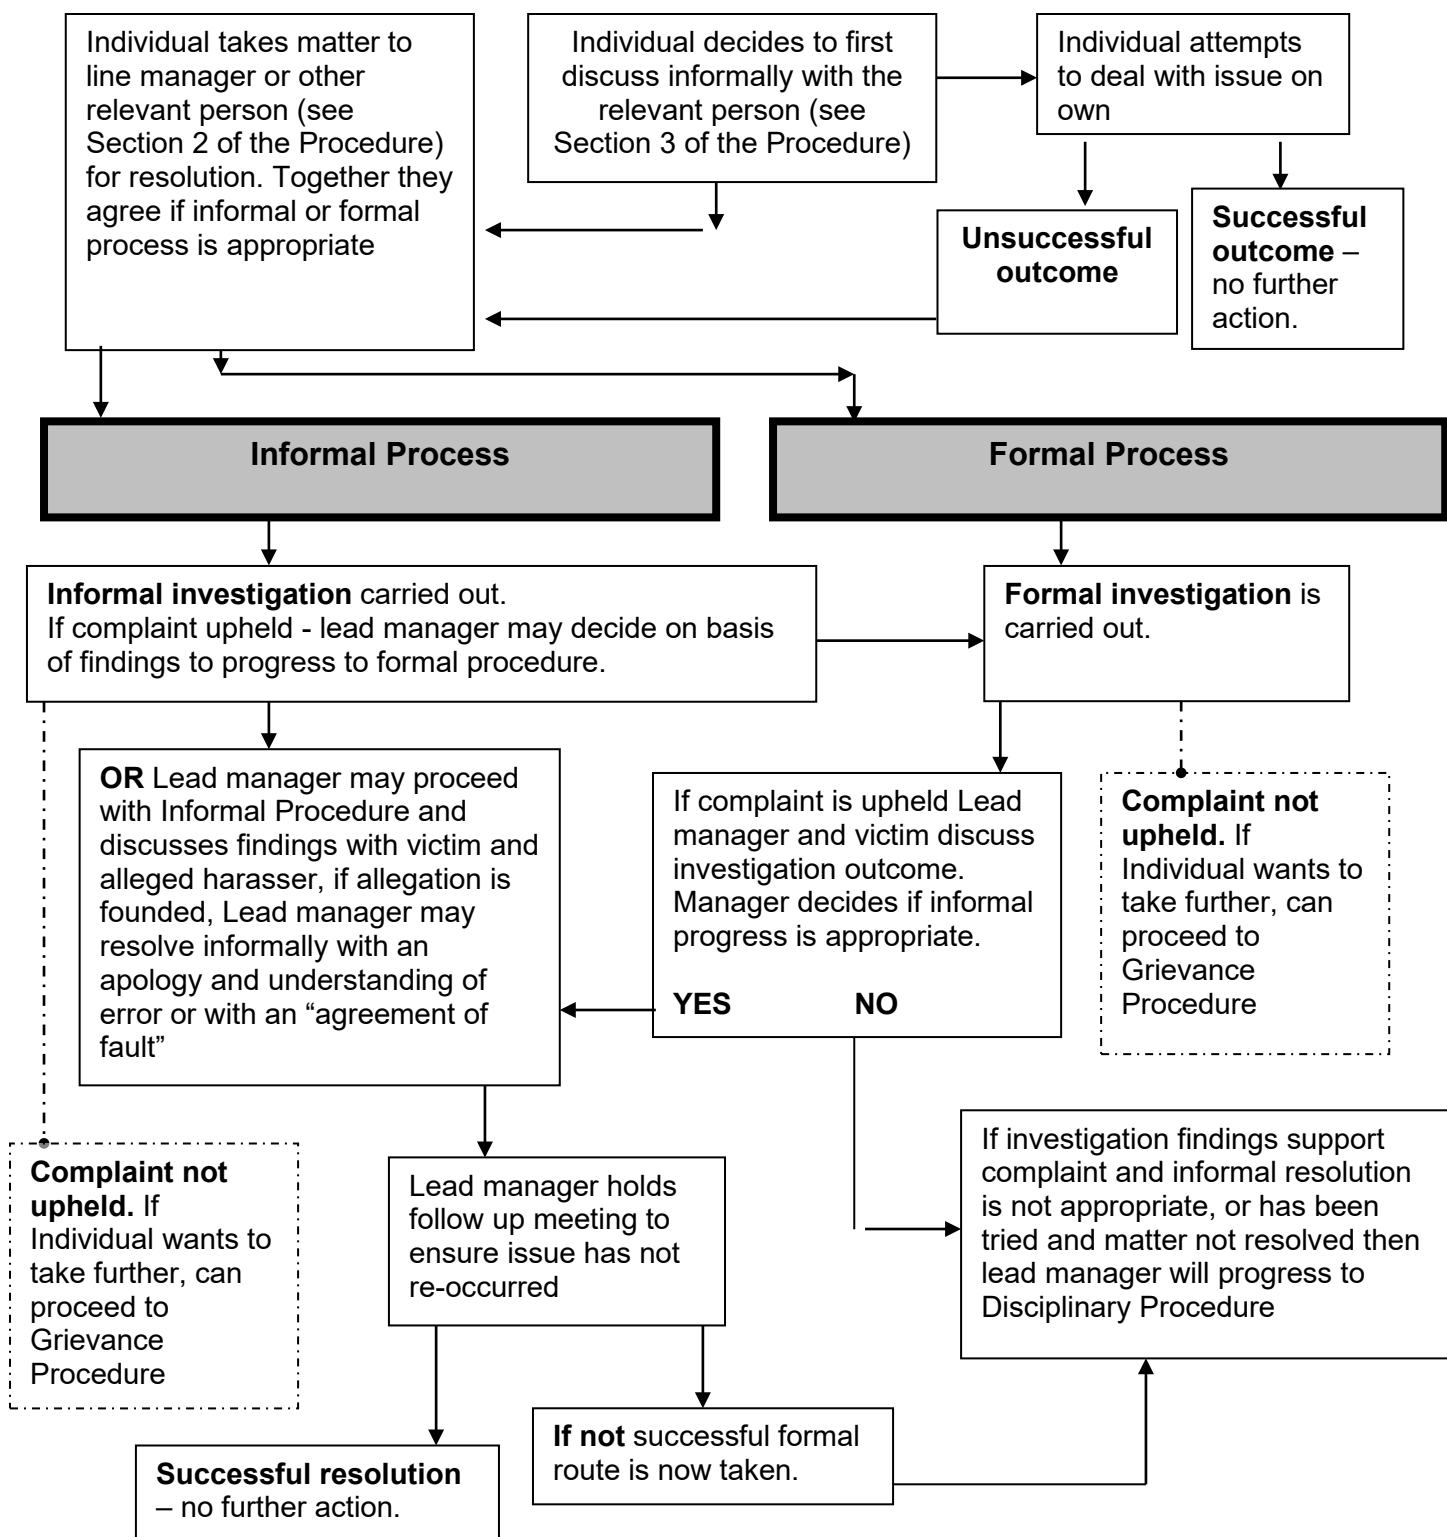 Individual takes matter to
line manager or other
relevant person (see
Section 2 of the Procedure)
for resolution. Together they
agree if informal or formal
process is appropriate
Individual decides to first
discuss informally with the
relevant person (see
Section 3 of the Procedure)
Individual attempts
to deal with issue on
own
Unsuccessful
outcome
Successful
outcome –
no further
action.
Informal Process
Formal Process
Informal investigation carried out.
If complaint upheld - lead manager may decide on basis
of findings to progress to formal procedure.
Formal investigation is
carried out.
OR Lead manager may proceed
with Informal Procedure and
discusses findings with victim and
alleged harasser, if allegation is
founded, Lead manager may
resolve informally with an
apology and understanding of
error or with an “agreement of
fault”
If complaint is upheld Lead
manager and victim discuss
investigation outcome.
Manager decides if informal
progress is appropriate.
YES NO
Complaint not
upheld. If
Individual wants to
take further, can
proceed to
Grievance
Procedure
Complaint not
upheld. If
Individual wants to
take further, can
proceed to
Grievance
Procedure
Lead manager holds
follow up meeting to
ensure issue has not
re-occurred
If investigation findings support
complaint and informal resolution
is not appropriate, or has been
tried and matter not resolved then
lead manager will progress to
Disciplinary Procedure
If not successful formal
route is now taken.
Successful resolution
– no further action.